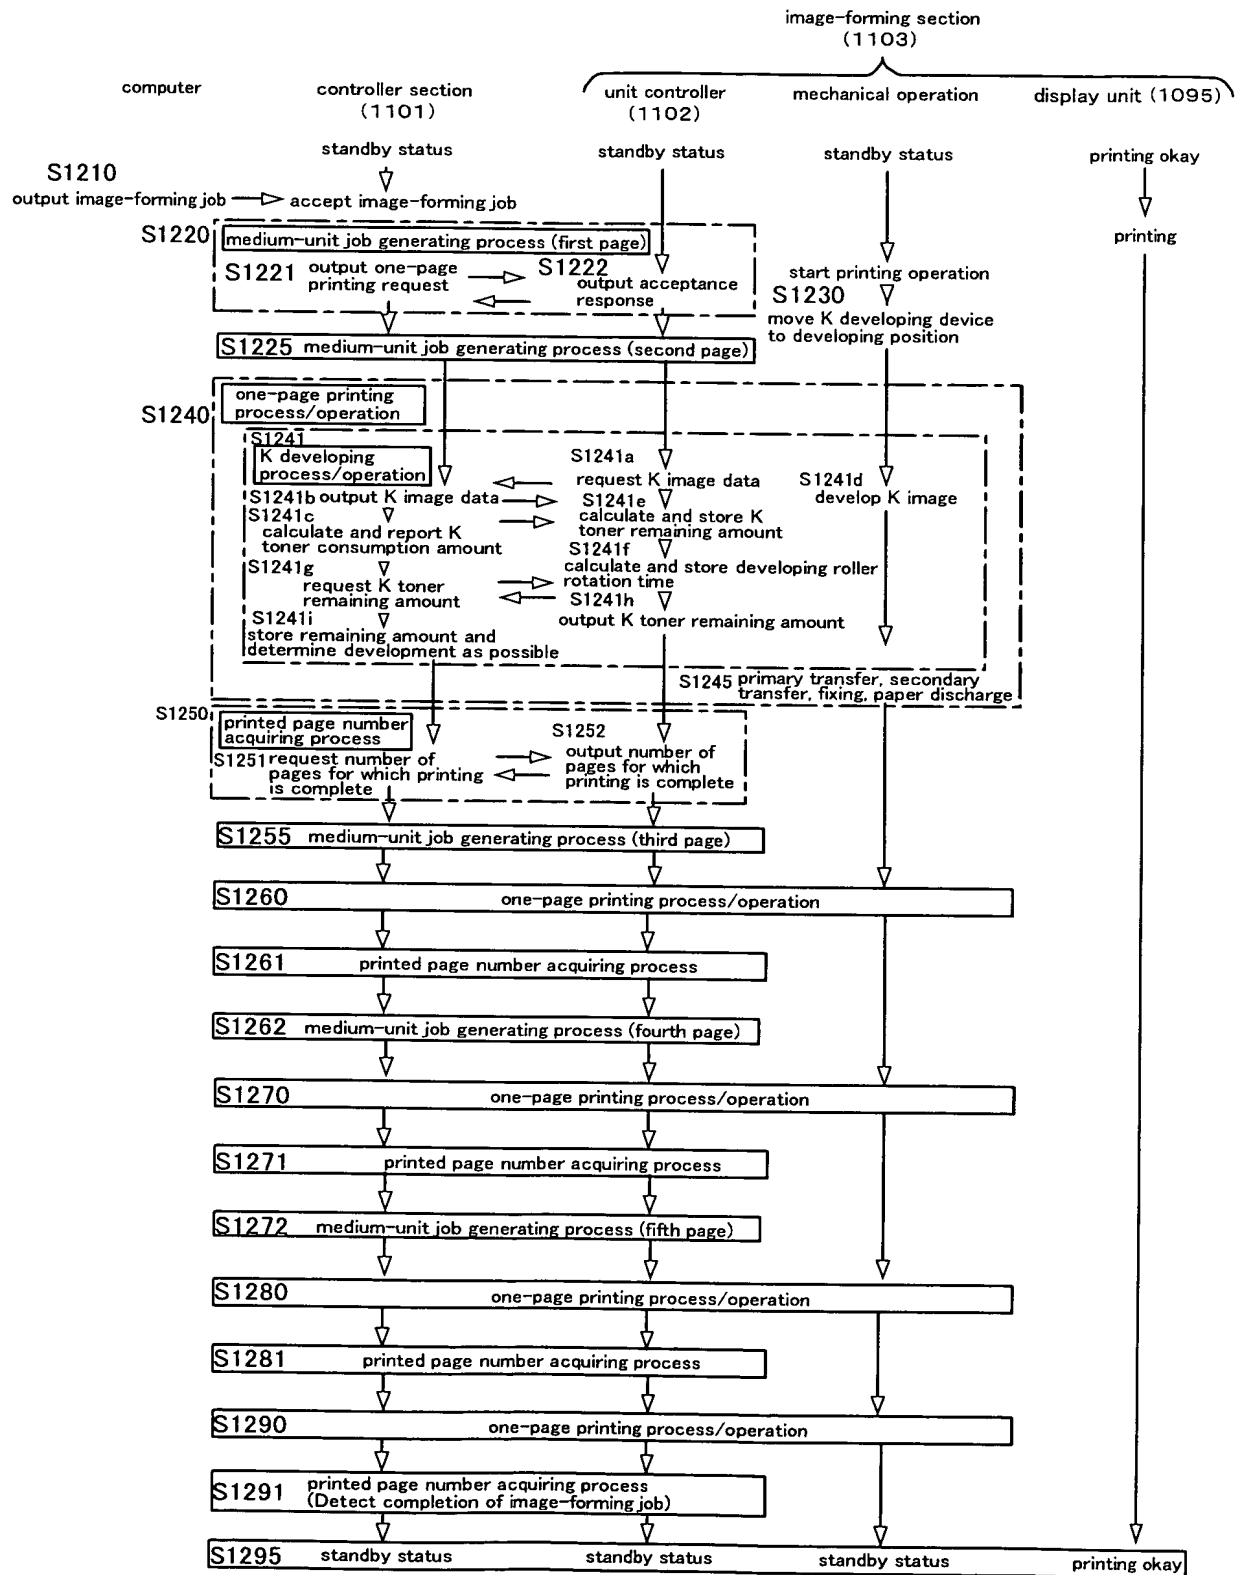 image-forming section
(1103)
computer
controller section
(1101)
unit controller
(1102)
mechanical operation
display unit (1095)
standby status
standby status
standby status
printing okay
S1210
output image-forming job
accept image-forming job
printing
S1220
medium-unit job generating process (first page)
S1221
output one-page
printing request
S1222
output acceptance
response
start printing operation
S1230
move K developing device
to developing position
S1225 medium-unit job generating process (second page)
S1240
one-page printing
process/operation
S1241
K developing
process/operation
S1241a
request K image data
S1241d
develop K image
S1241b output K image data
S1241e
calculate and store K
toner remaining amount
S1241c
calculate and report K
toner consumption amount
S1241f
calculate and store developing roller
rotation time
S1241g
request K toner
remaining amount
S1241h
output K toner remaining amount
S1241i
store remaining amount and
determine development as possible
S1245 primary transfer, secondary
transfer, fixing, paper discharge
S1250
printed page number
acquiring process
S1251 request number of
pages for which printing
is complete
S1252
output number of
pages for which
printing is complete
S1255 medium-unit job generating process (third page)
S1260 one-page printing process/operation
S1261 printed page number acquiring process
S1262 medium-unit job generating process (fourth page)
S1270 one-page printing process/operation
S1271 printed page number acquiring process
S1272 medium-unit job generating process (fifth page)
S1280 one-page printing process/operation
S1281 printed page number acquiring process
S1290 one-page printing process/operation
S1291 printed page number acquiring process
(Detect completion of image-forming job)
S1295 standby status standby status standby status printing okay